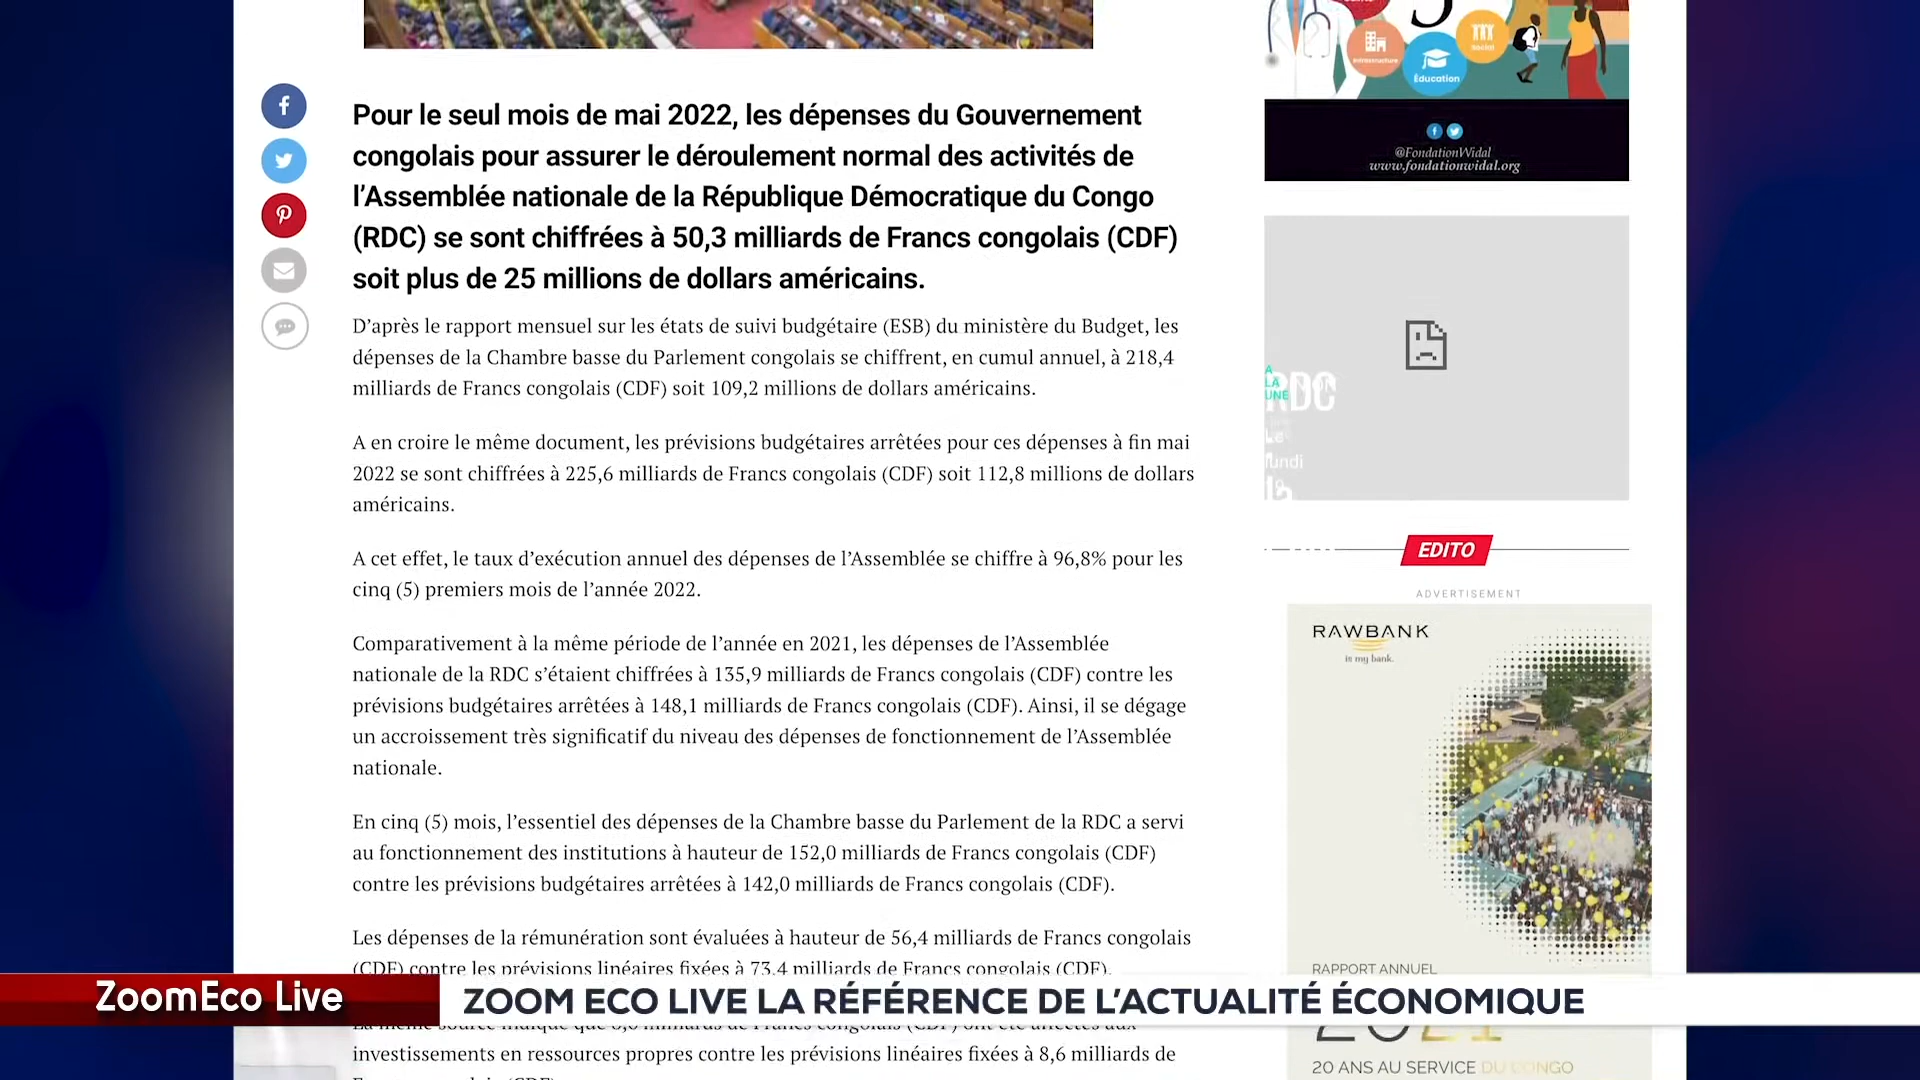 Pour le seul mois de mai 2022, les dépenses du Gouvernement
congolais pour assurer le déroulement normal des activités de
l’Assemblée nationale de la République Démocratique du Congo
(RDC) se sont chiffrées à 50,3 milliards de Francs congolais (CDF)
soit plus de 25 millions de dollars américains.
D’après le rapport mensuel sur les états de suivi budgétaire (ESB) du ministère du Budget, les
dépenses de la Chambre basse du Parlement congolais se chiffrent, en cumul annuel, à 218,4
milliards de Francs congolais (CDF) soit 109,2 millions de dollars américains.
A en croire le même document, les prévisions budgétaires arrêtées pour ces dépenses à fin mai
2022 se sont chiffrées à 225,6 milliards de Francs congolais (CDF) soit 112,8 millions de dollars
américains.
A cet effet, le taux d’exécution annuel des dépenses de l’Assemblée se chiffre à 96,8% pour les
cinq (5) premiers mois de l’année 2022.
Comparativement à la même période de l’année en 2021, les dépenses de l’Assemblée
nationale de la RDC s’étaient chiffrées à 135,9 milliards de Francs congolais (CDF) contre les
prévisions budgétaires arrêtées à 148,1 milliards de Francs congolais (CDF). Ainsi, il se dégage
un accroissement très significatif du niveau des dépenses de fonctionnement de l’Assemblée
nationale.
En cinq (5) mois, l’essentiel des dépenses de la Chambre basse du Parlement de la RDC a servi
au fonctionnement des institutions à hauteur de 152,0 milliards de Francs congolais (CDF)
contre les prévisions budgétaires arrêtées à 142,0 milliards de Francs congolais (CDF).
Les dépenses de la rémunération sont évaluées à hauteur de 56,4 milliards de Francs congolais
(CDF) contre les prévisions linéaires fixées à 73,4 milliards de Francs congolais (CDF).
investissements en ressources propres contre les prévisions linéaires fixées à 8,6 milliards de
Infrastructure
Éducation
Social
@FondationWidal
www.fondationwidal.org
A
LA
UNE
RDC
Le
EDITO
ADVERTISEMENT
RAWBANK
is my bank.
RAPPORT ANNUEL
2021
20 ANS AU SERVICE DU CONGO
ZoomEco Live
ZOOM ECO LIVE LA RÉFÉRENCE DE L’ACTUALITÉ ÉCONOMIQUE